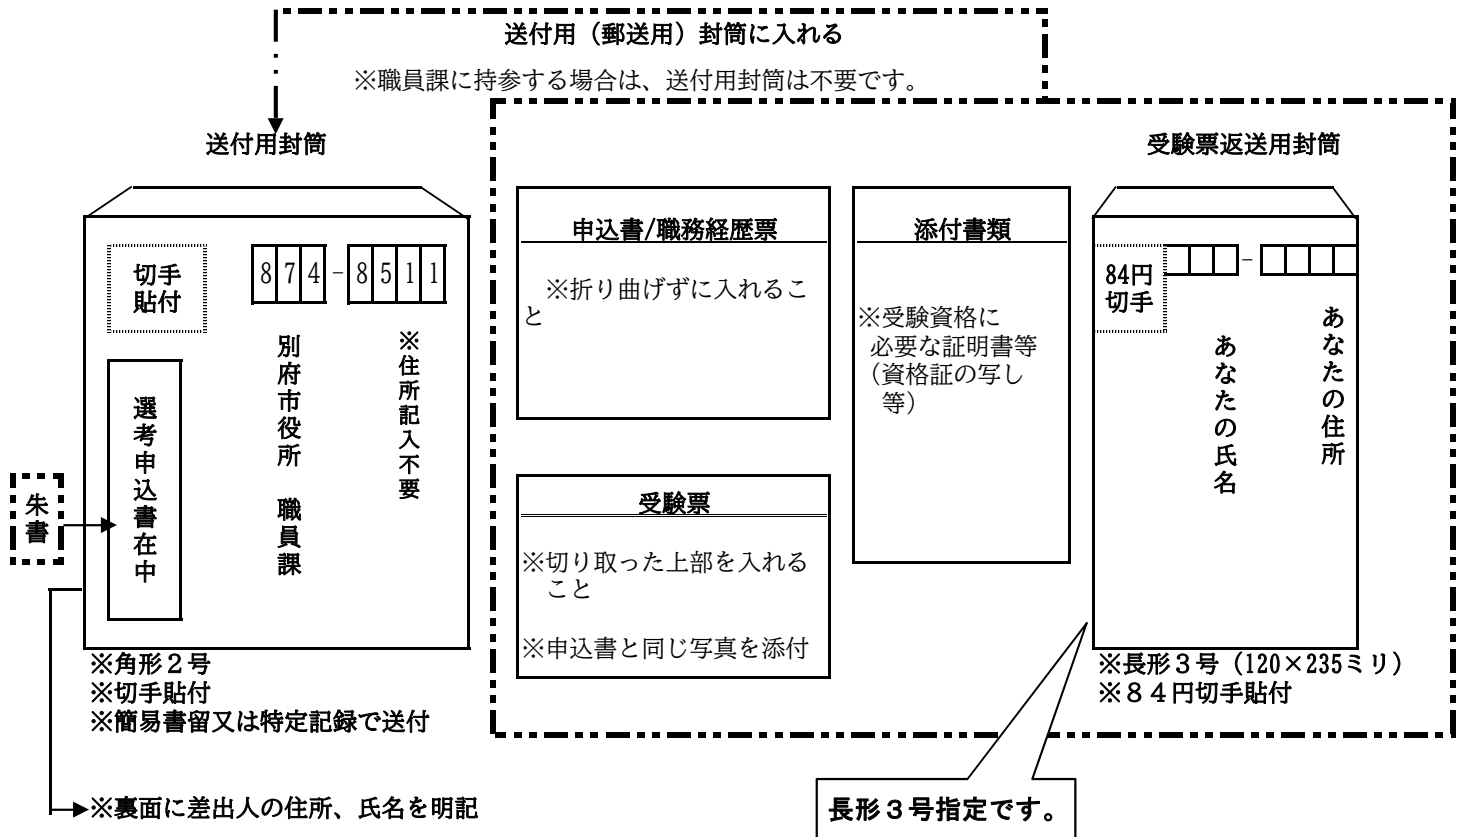 送付用（郵送用）封筒に入れる
※職員課に持参する場合は、送付用封筒は不要です。
送付用封筒
切手
貼付
874-8511
※住所記入不要
別府市役所　職員課
選考申込書在中
朱書
※角形２号
※切手貼付
※簡易書留又は特定記録で送付
※裏面に差出人の住所、氏名を明記
申込書/職務経歴票
※折り曲げずに入れるこ
と
受験票
※切り取った上部を入れる
こと
※申込書と同じ写真を添付
添付書類
※受験資格に
必要な証明書等
（資格証の写し
等）
受験票返送用封筒
84円
切手
-
あなたの住所
あなたの氏名
※長形３号（120×235ミリ）
※８４円切手貼付
長形３号指定です。